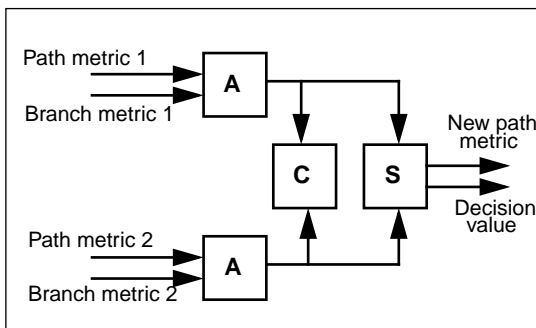 Path metric 1
A
Branch metric 1
New path
metric
C
S
Decision
value
Path metric 2
A
Branch metric 2